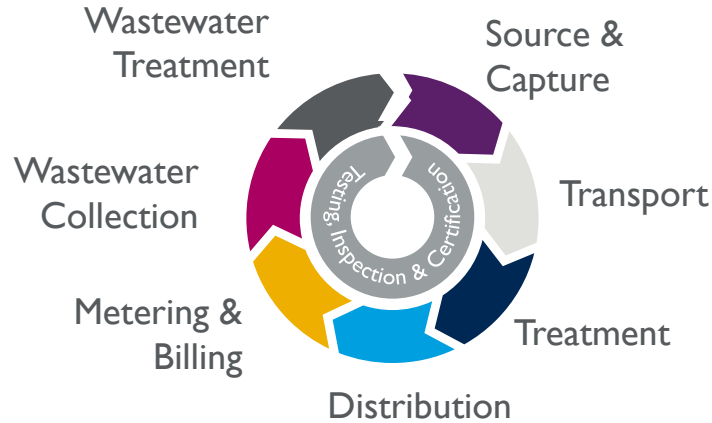 Wastewater
Treatment
Source &
Capture
Wastewater
Collection
Transport
Testing, Inspection & Certification
Metering &
Billing
Treatment
Distribution